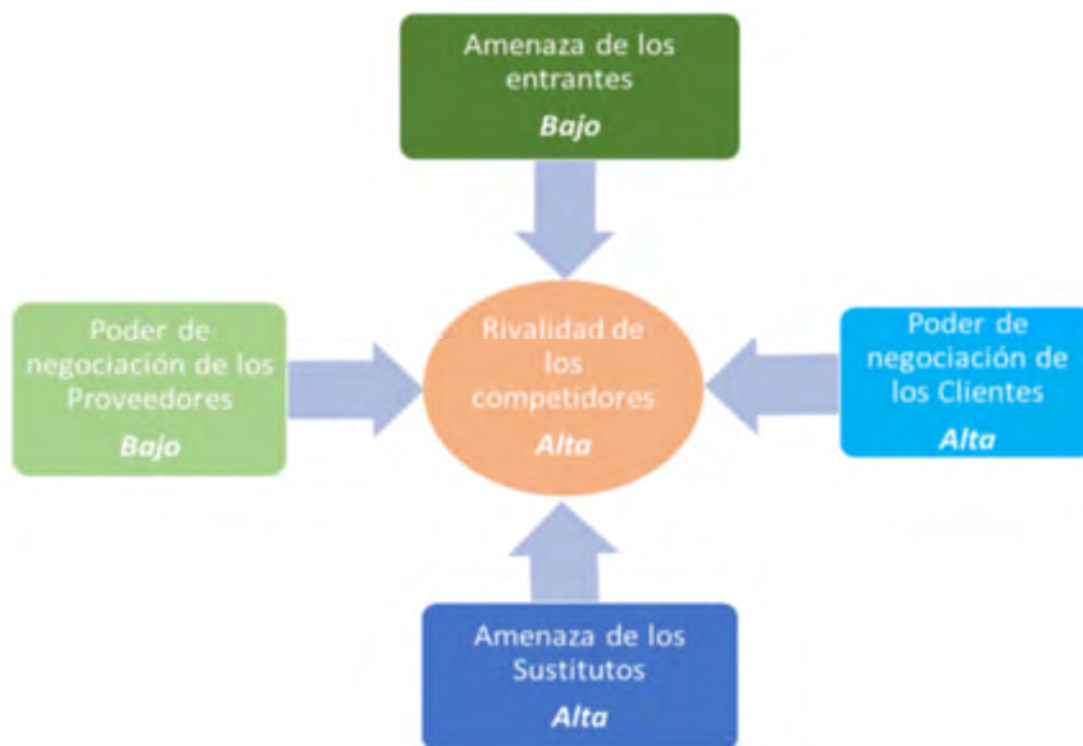 Amenaza de los
entrantes
Bajo
Poder de
negociación de los
Proveedores
Bajo
Rivalidad de
los
competidores
Alta
Poder de
negociación de
los Clientes
Alta
Amenaza de los
Sustitutos
Alta